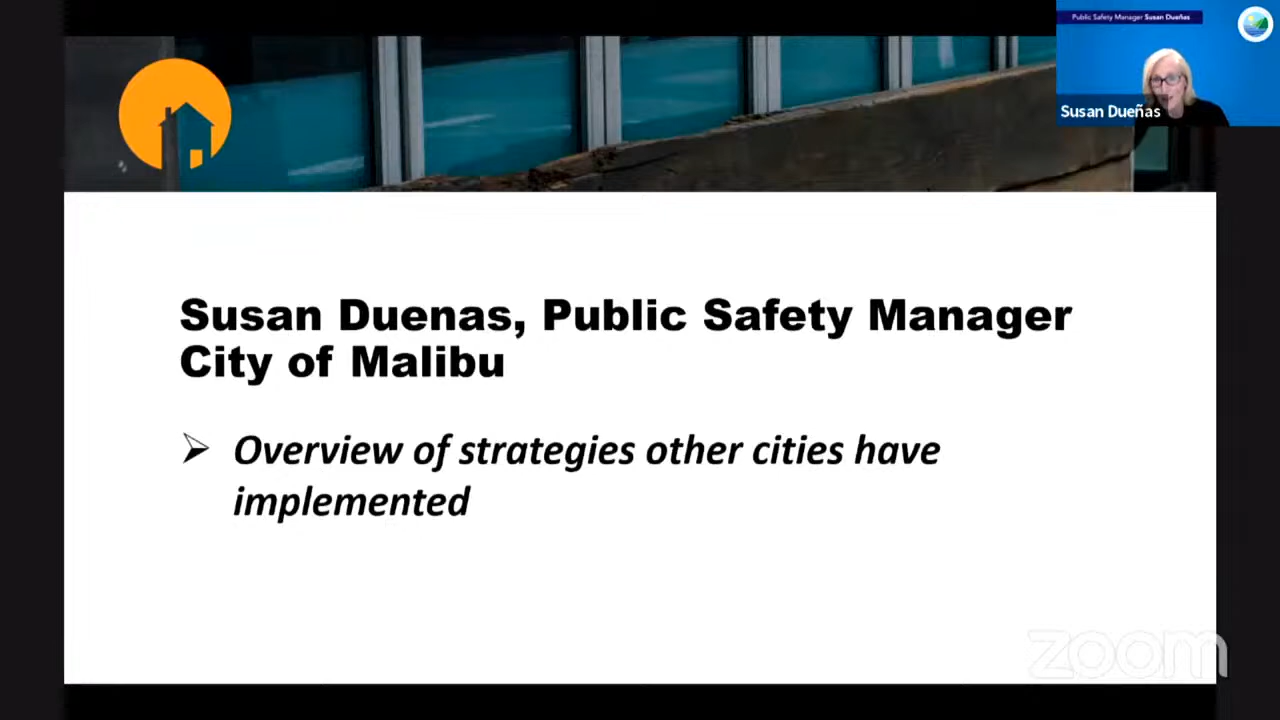 Public Safety Manager Susan Dueñas
Susan Dueñas
Susan Duenas, Public Safety Manager
City of Malibu
➢ Overview of strategies other cities have
implemented
zoom